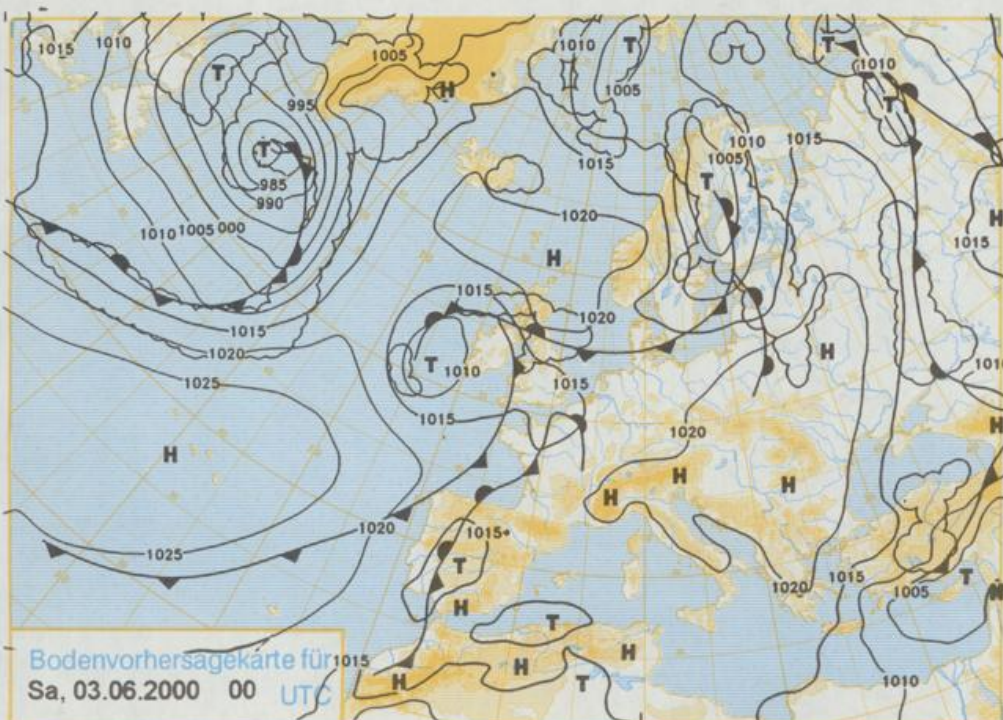 1015 1010 1005 1010 T T
T H 1005 1010
995 T
T 1015 1010 1015
985 1005
990 T
1020 H
1010 1005 000 H 1015
1015 1020
1015
1020 T 1010 H 1010
1025 1015
1015
1020 H
H H H H
1020 1015+
1025 T 1015 T
H 1020 1005 H
T
Bodenvorhersagekarte für 1015 H H
Sa, 03.06.2000 00 UTC H T 1010